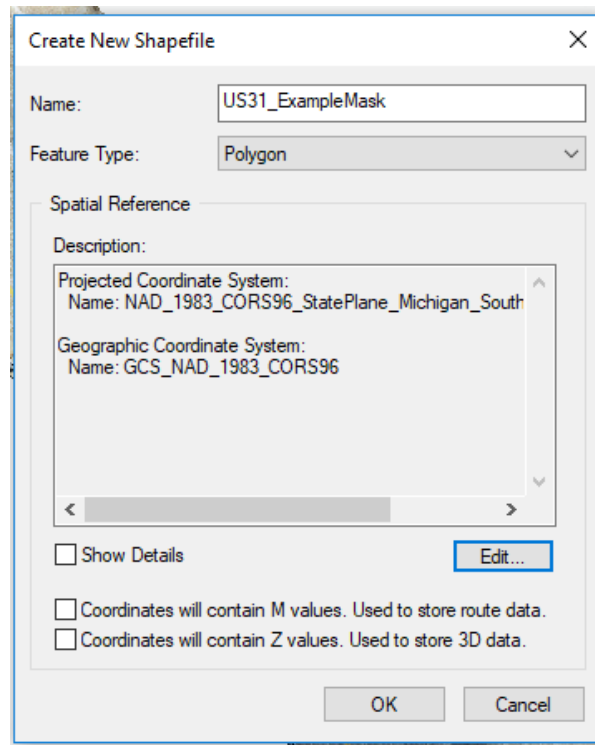 Create New Shapefile
Name: US31_ExampleMask
Feature Type: Polygon
Spatial Reference
Description:
Projected Coordinate System:
Name: NAD_1983_CORS96_StatePlane_Michigan_South
Geographic Coordinate System:
Name: GCS_NAD_1983_CORS96
Show Details Edit...
Coordinates will contain M values. Used to store route data.
Coordinates will contain Z values. Used to store 3D data.
OK Cancel